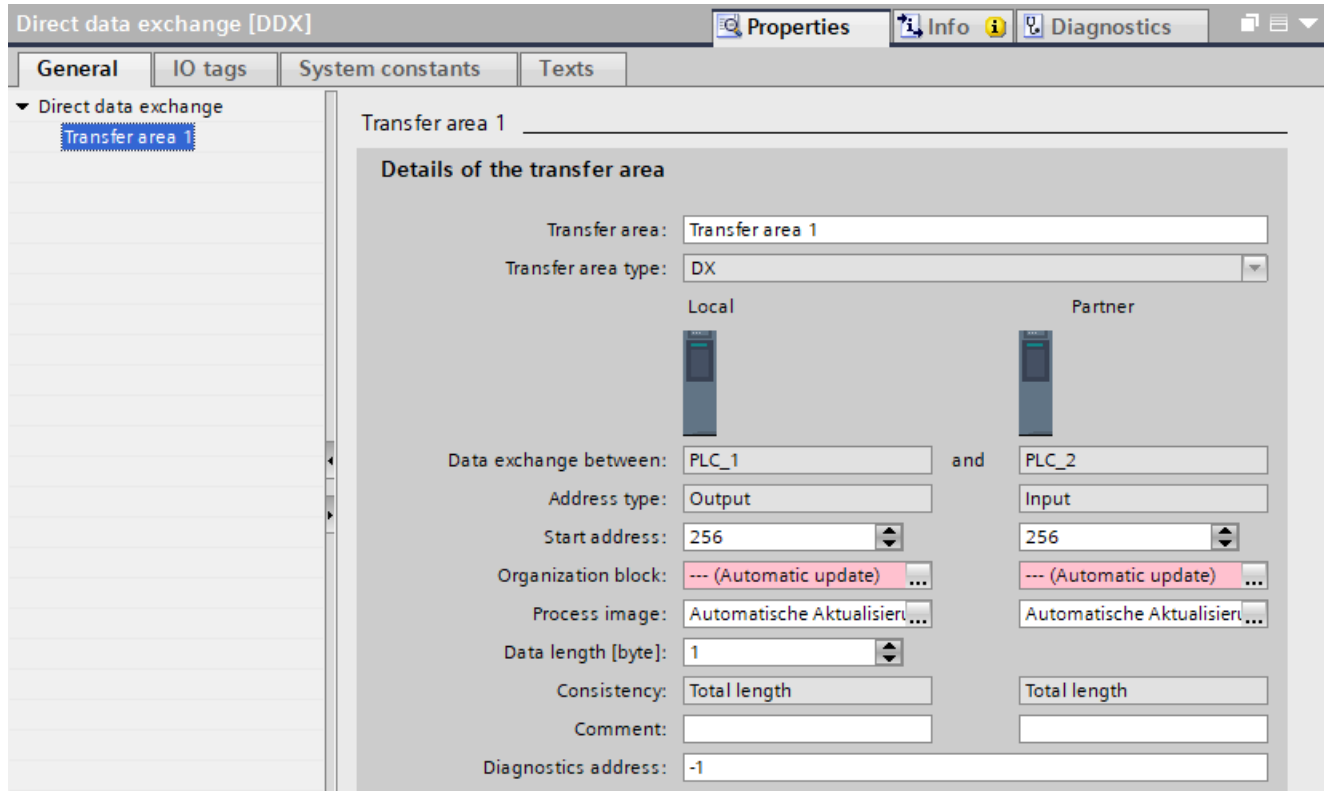 Direct data exchange [DDX]
Properties
Info
Diagnostics
General
IO tags
System constants
Texts
Direct data exchange
Transfer area 1
Transfer area 1
Details of the transfer area
Transfer area: Transfer area 1
Transfer area type: DX
Local Partner
Data exchange between: PLC_1 and PLC_2
Address type: Output Input
Start address: 256 256
Organization block: --- (Automatic update) ... --- (Automatic update) ...
Process image: Automatische Aktualisieru... Automatische Aktualisieru...
Data length [byte]: 1
Consistency: Total length Total length
Comment:
Diagnostics address: -1